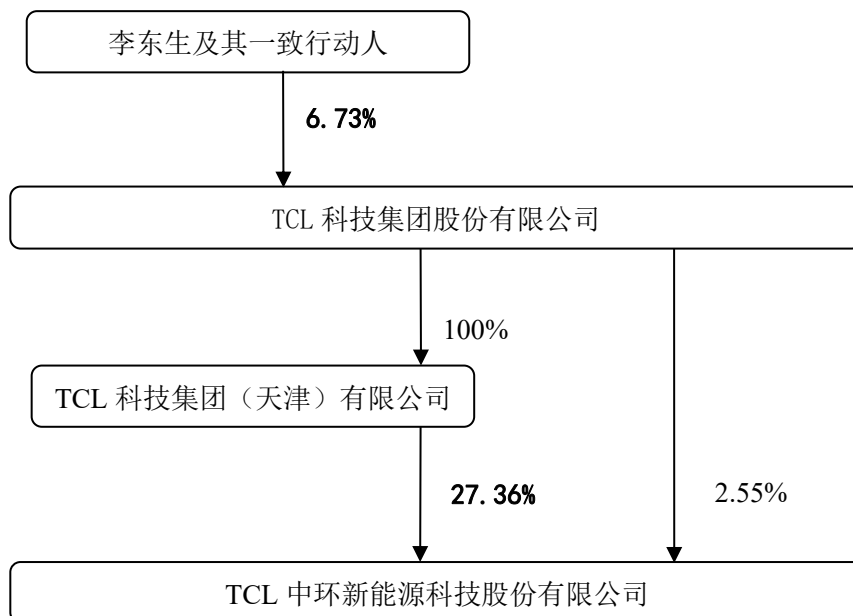 李东生及其一致行动人
6.73%
TCL 科技集团股份有限公司
100%
TCL 科技集团（天津）有限公司
27.36%
2.55%
TCL 中环新能源科技股份有限公司